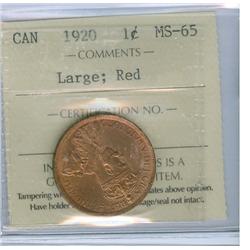 CAN 1920 1¢ MS-65
COMMENTS
Large; Red
CERTIFICATION NO.
IN IS A
G ITEM.
Tampering ates above opinion.
Have holder age/seal not intact.